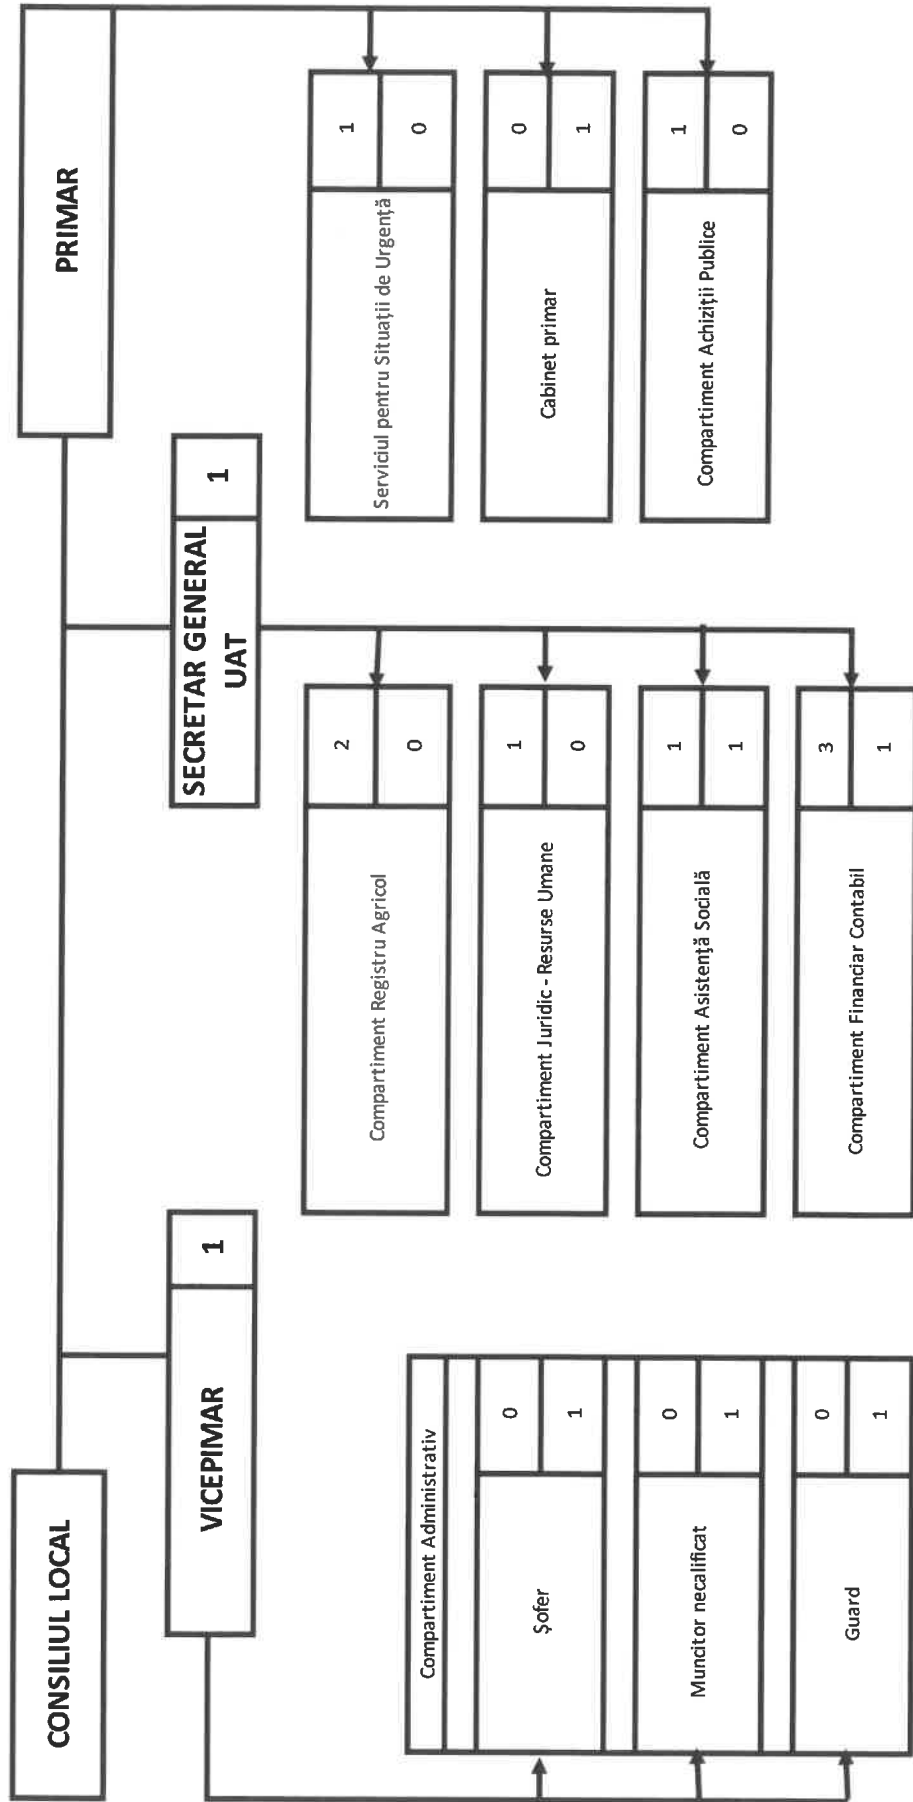 CONSILIUL LOCAL
PRIMAR
VICEPIMAR
1
SECRETAR GENERAL
UAT
1
Compartiment Administrativ
Șofer
0
1
Muncitor necalificat
0
1
Guard
0
1
Compartiment Registru Agricol
2
0
Compartiment Juridic - Resurse Umane
1
0
Compartiment Asistență Socială
1
1
Compartiment Financiar Contabil
3
1
Serviciul pentru Situații de Urgență
1
0
Cabinet primar
0
1
Compartiment Achiziții Publice
1
0